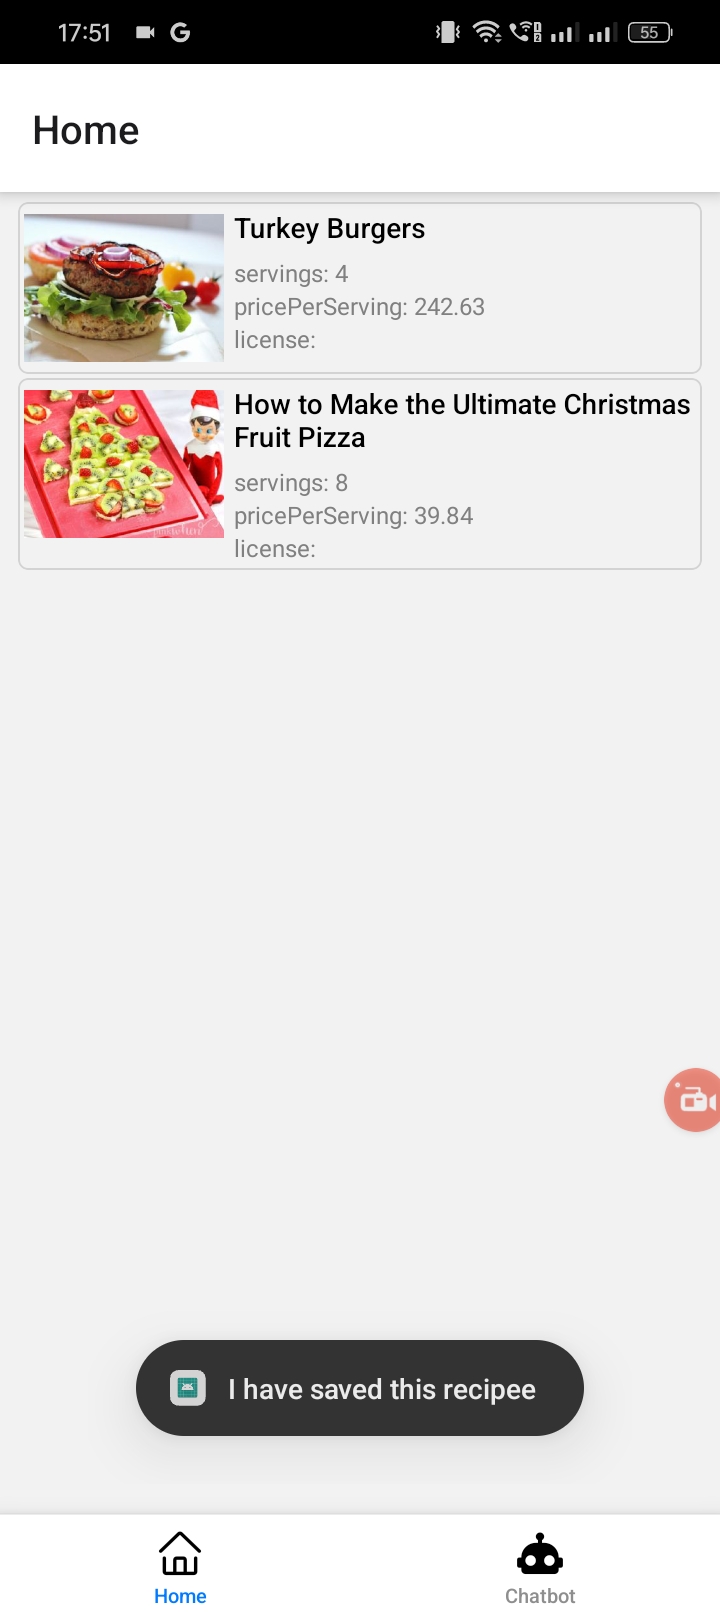 17:51
55
Home
Turkey Burgers
servings: 4
pricePerServing: 242.63
license:
How to Make the Ultimate Christmas
Fruit Pizza
servings: 8
pricePerServing: 39.84
license:
I have saved this recipee
Home
Chatbot